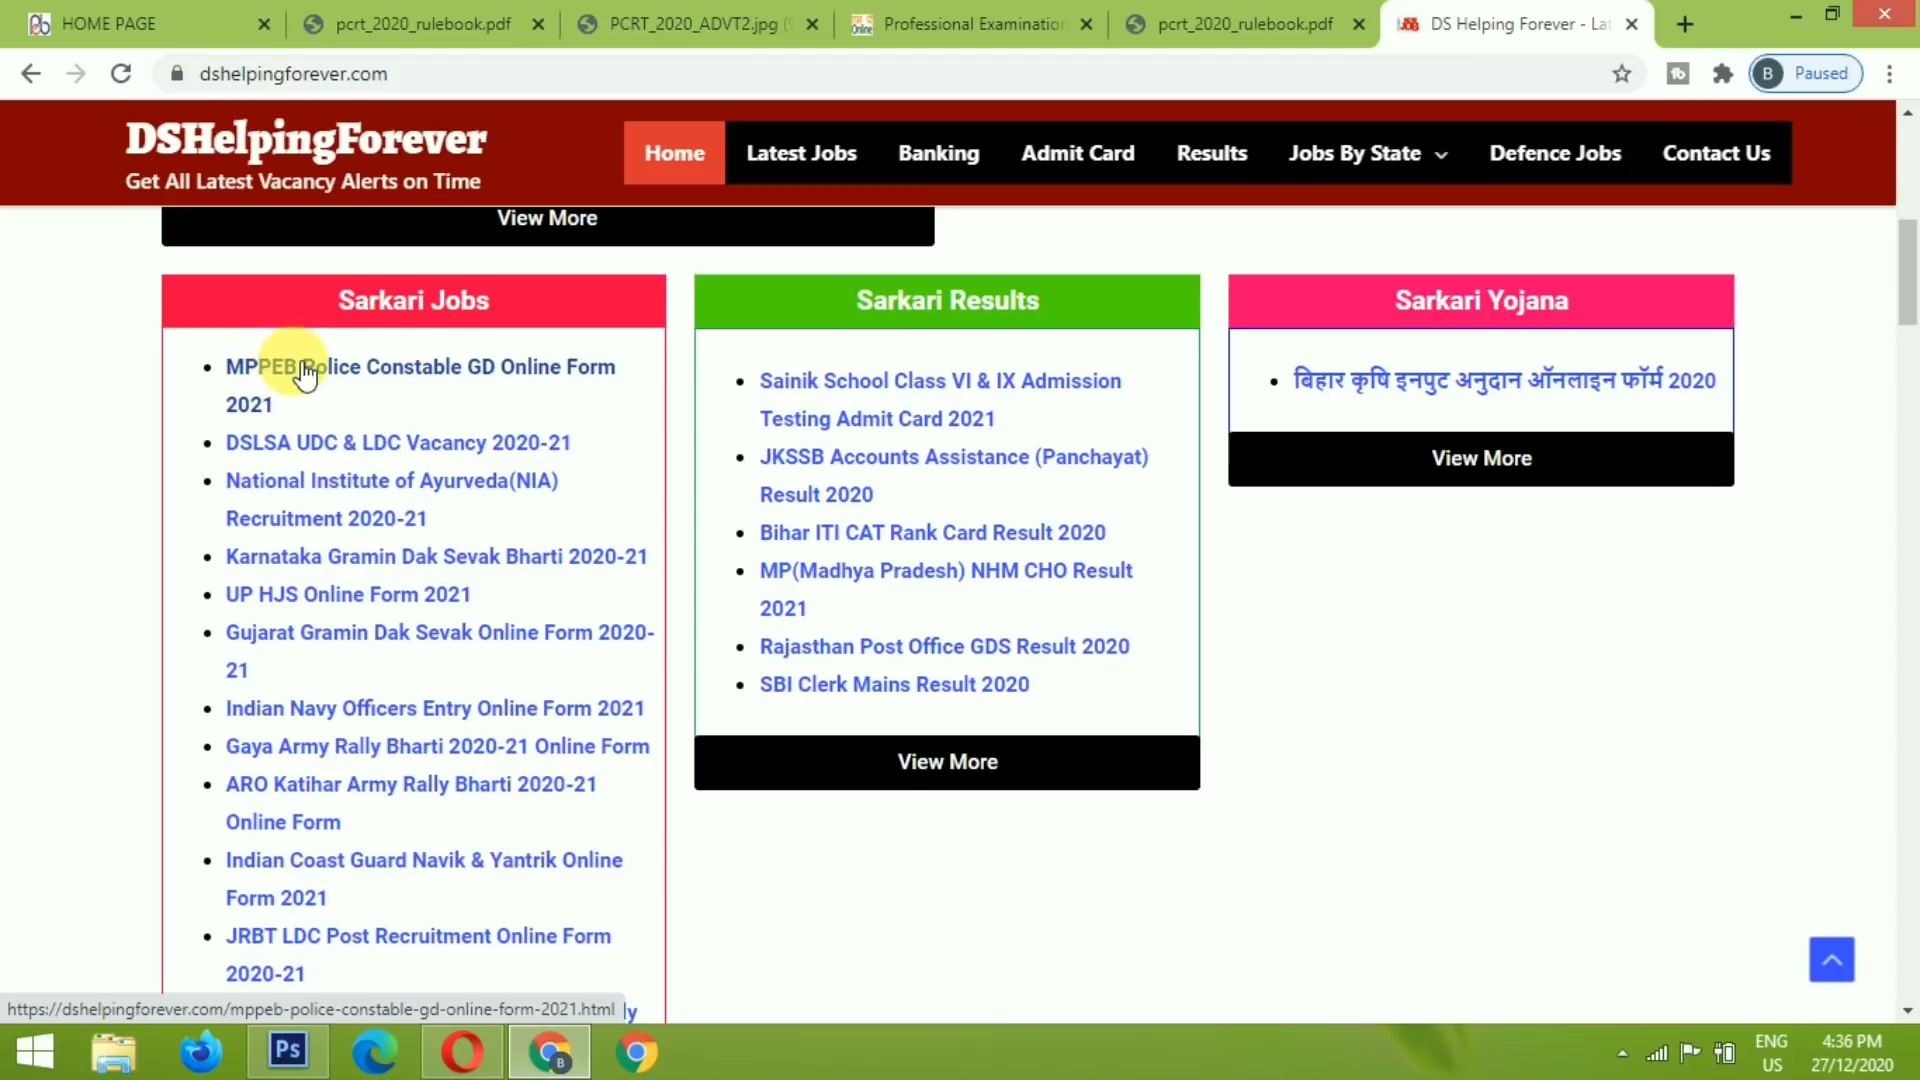 HOME PAGE
pcrt_2020_rulebook.pdf
PCRT_2020_ADVT2.jpg
Professional Examination
pcrt_2020_rulebook.pdf
DS Helping Forever - Lat
dshelpingforever.com
B Paused
DSHelpingForever
Get All Latest Vacancy Alerts on Time
Home
Latest Jobs
Banking
Admit Card
Results
Jobs By State
Defence Jobs
Contact Us
View More
Sarkari Jobs
MPPEB Police Constable GD Online Form
2021
DSLSA UDC & LDC Vacancy 2020-21
National Institute of Ayurveda(NIA)
Recruitment 2020-21
Karnataka Gramin Dak Sevak Bharti 2020-21
UP HJS Online Form 2021
Gujarat Gramin Dak Sevak Online Form 2020-
21
Indian Navy Officers Entry Online Form 2021
Gaya Army Rally Bharti 2020-21 Online Form
ARO Katihar Army Rally Bharti 2020-21
Online Form
Indian Coast Guard Navik & Yantrik Online
Form 2021
JRBT LDC Post Recruitment Online Form
2020-21
Sarkari Results
Sainik School Class VI & IX Admission
Testing Admit Card 2021
JKSSB Accounts Assistance (Panchayat)
Result 2020
Bihar ITI CAT Rank Card Result 2020
MP(Madhya Pradesh) NHM CHO Result
2021
Rajasthan Post Office GDS Result 2020
SBI Clerk Mains Result 2020
View More
Sarkari Yojana
बिहार कृषि इनपुट अनुदान ऑनलाइन फॉर्म 2020
View More
https://dshelpingforever.com/mppeb-police-constable-gd-online-form-2021.html
Ps
B
ENG
US
4:36 PM
27/12/2020